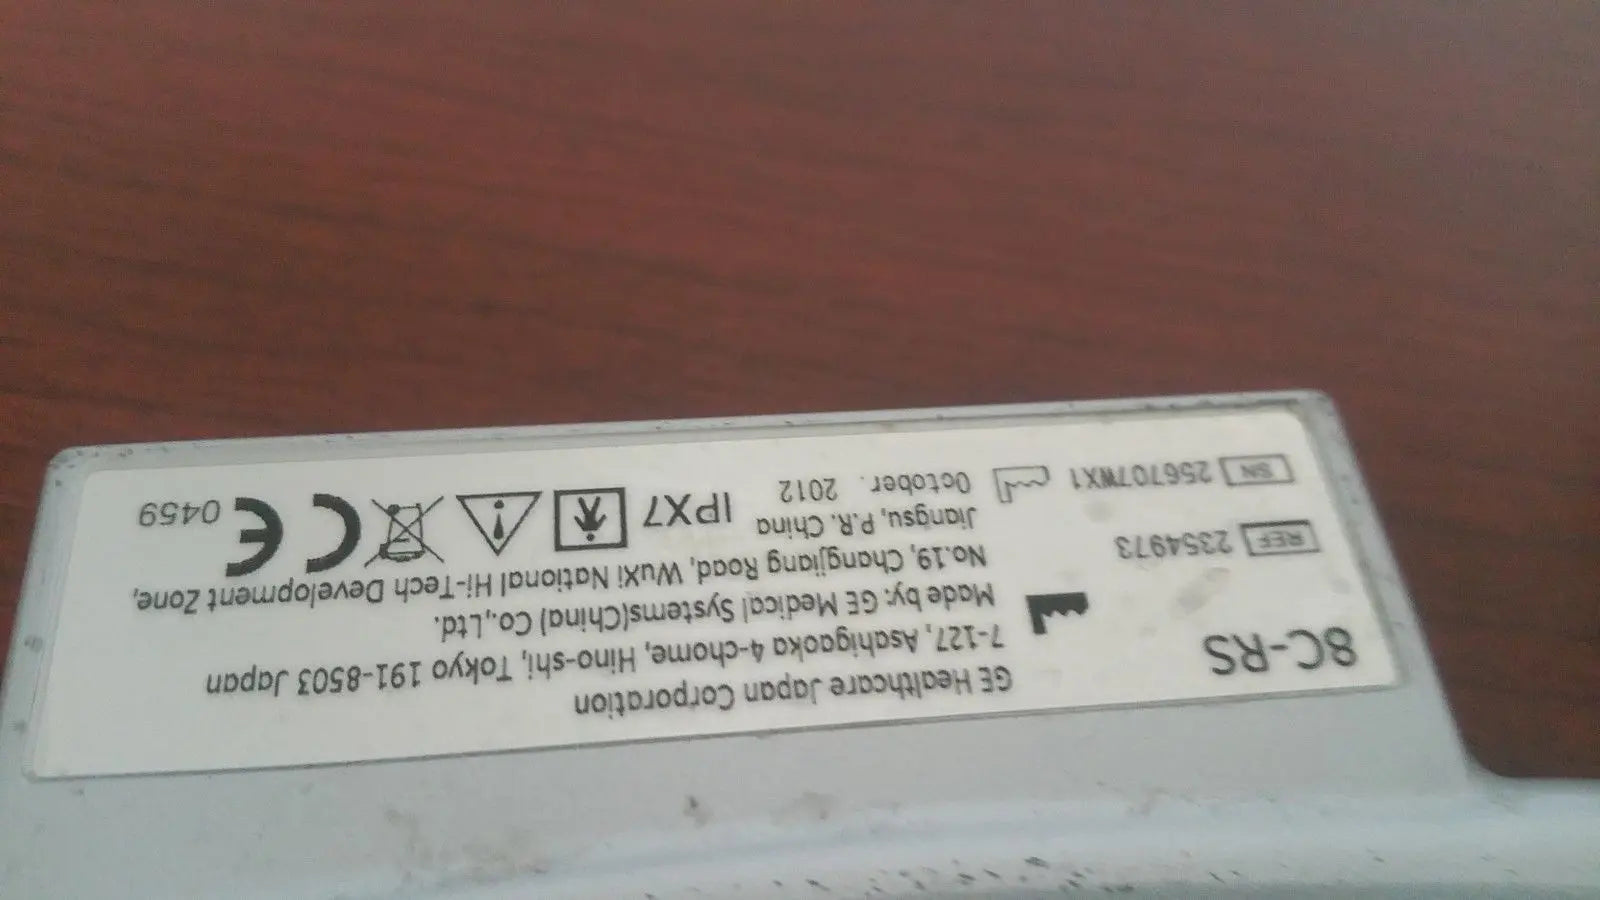 8C-RS
REF 2354973
SN 256707WX1
GE Healthcare Japan Corporation
7-127, Asahigaoka 4-chome, Hino-shi, Tokyo 191-8503 Japan
Made by: GE Medical Systems(China) Co.,Ltd.
No.19, Changjiang Road, WuXi National Hi-Tech Development Zone,
Jiangsu, P.R. China
October. 2012
IPX7
CE 0459